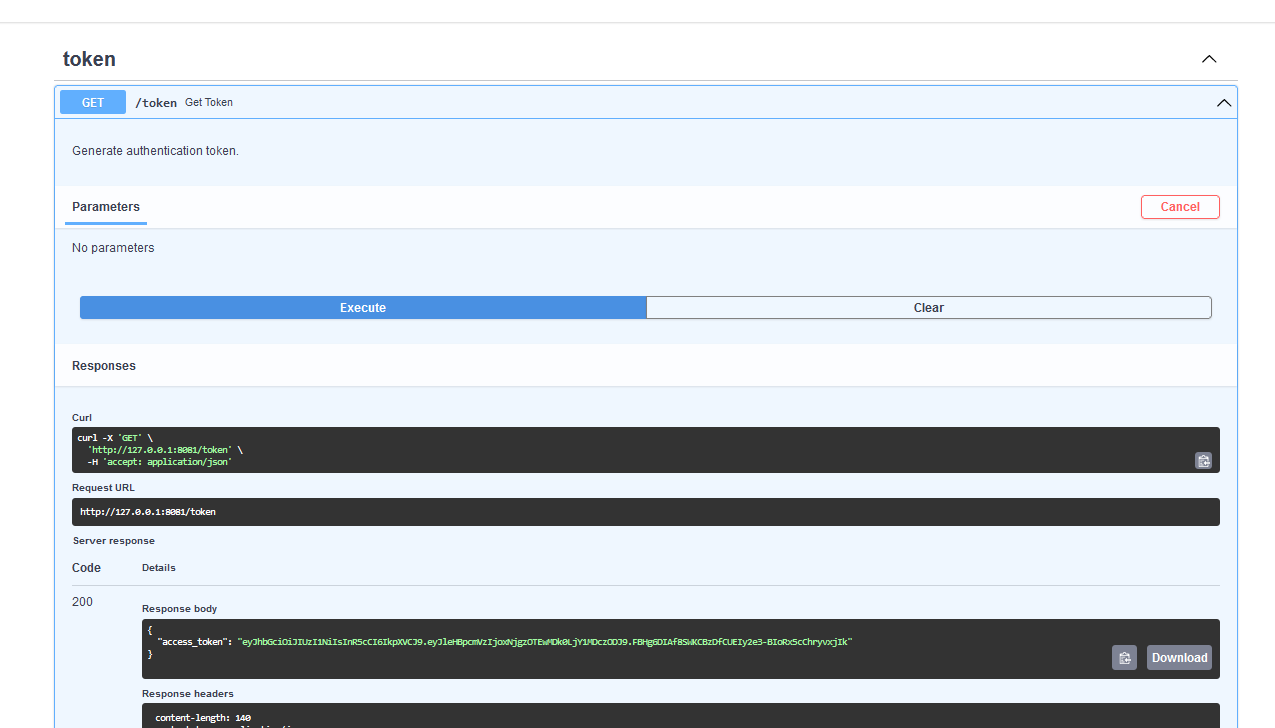 token
GET /token Get Token
Generate authentication token.
Parameters
Cancel
No parameters
Execute
Clear
Responses
Curl
curl -X 'GET' \
'http://127.0.0.1:8081/token' \
-H 'accept: application/json'
Request URL
http://127.0.0.1:8081/token
Server response
Code Details
200
Response body
{
"access_token": "eyJhbGciOiJIUzI1NiIsInR5cCI6IkpXVCJ9.eyJleHBpcmVzIjoxNjgzOTEwMDk0LjY1MDczODJ9.FBHg6DIAf8SWKCBzDfCUEIy2e3-BIoRx5cChryvxjIk"
}
Download
Response headers
content-length: 140